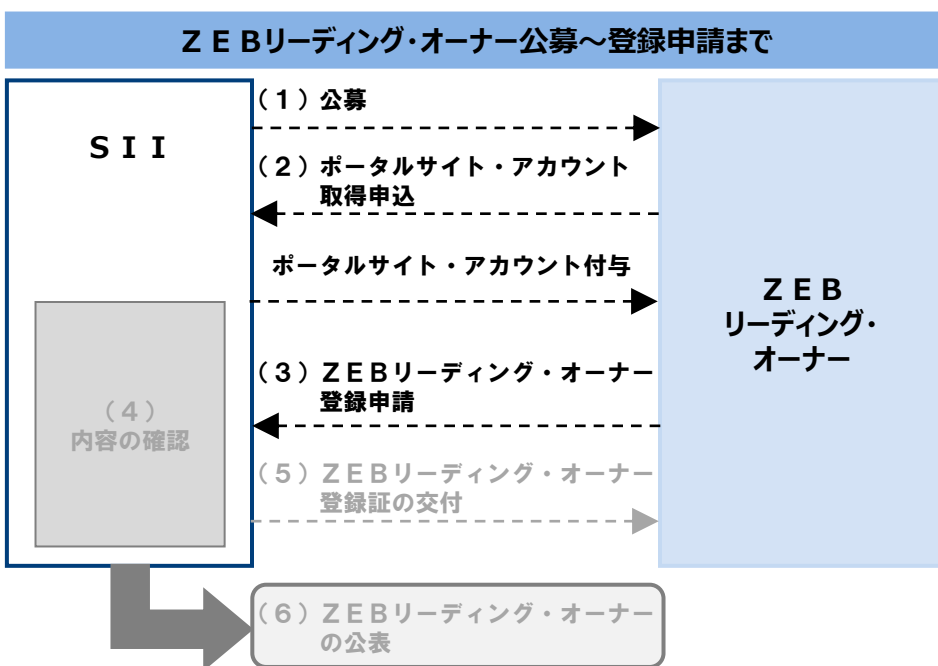 ＺＥＢリーディング・オーナー公募～登録申請まで
ＳＩＩ
（１）公募
（２）ポータルサイト・アカウント
取得申込
ポータルサイト・アカウント付与
（３）ＺＥＢリーディング・オーナー
登録申請
（４）
内容の確認
（５）ＺＥＢリーディング・オーナー
登録証の交付
（６）ＺＥＢリーディング・オーナー
の公表
ＺＥＢ
リーディング・
オーナー